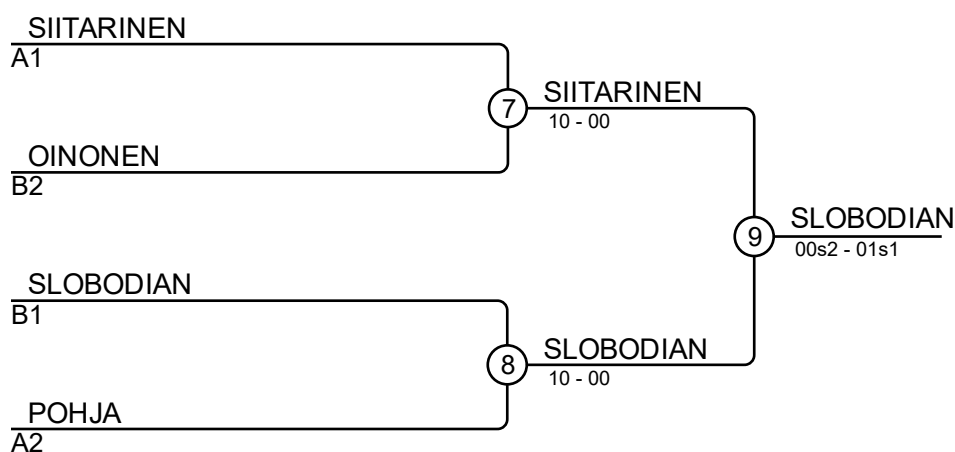 SIITARINEN
A1
7
SIITARINEN
10 - 00
OINONEN
B2
9
SLOBODIAN
00s2 - 01s1
SLOBODIAN
B1
8
SLOBODIAN
10 - 00
POHJA
A2